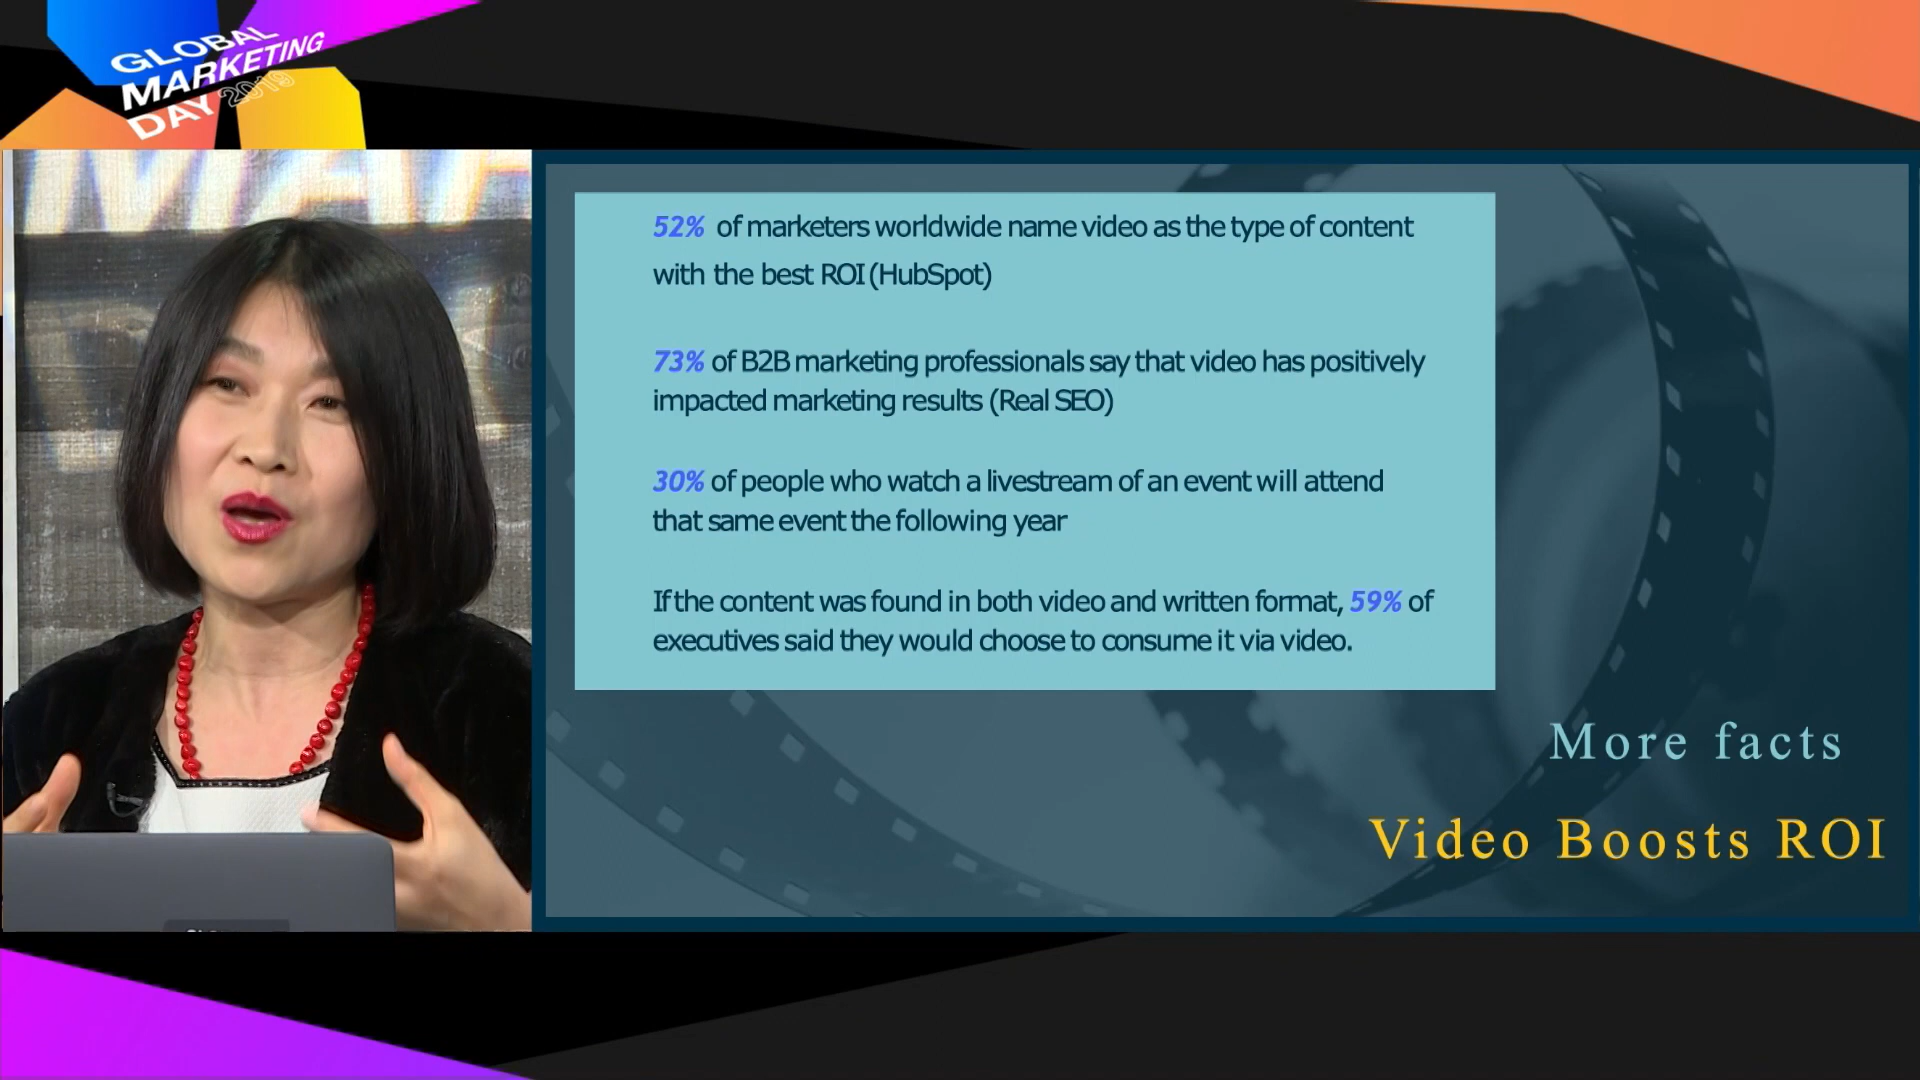 GLOBAL
MARKETING
DAY 2019
52% of marketers worldwide name video as the type of content
with the best ROI (HubSpot)
73% of B2B marketing professionals say that video has positively
impacted marketing results (Real SEO)
30% of people who watch a livestream of an event will attend
that same event the following year
If the content was found in both video and written format, 59% of
executives said they would choose to consume it via video.
More facts
Video Boosts ROI